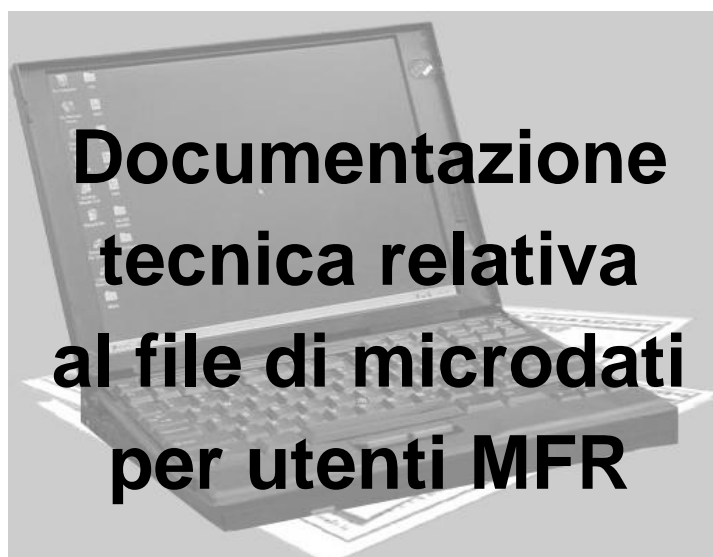 Documentazione
tecnica relativa
al file di microdati
per utenti MFR